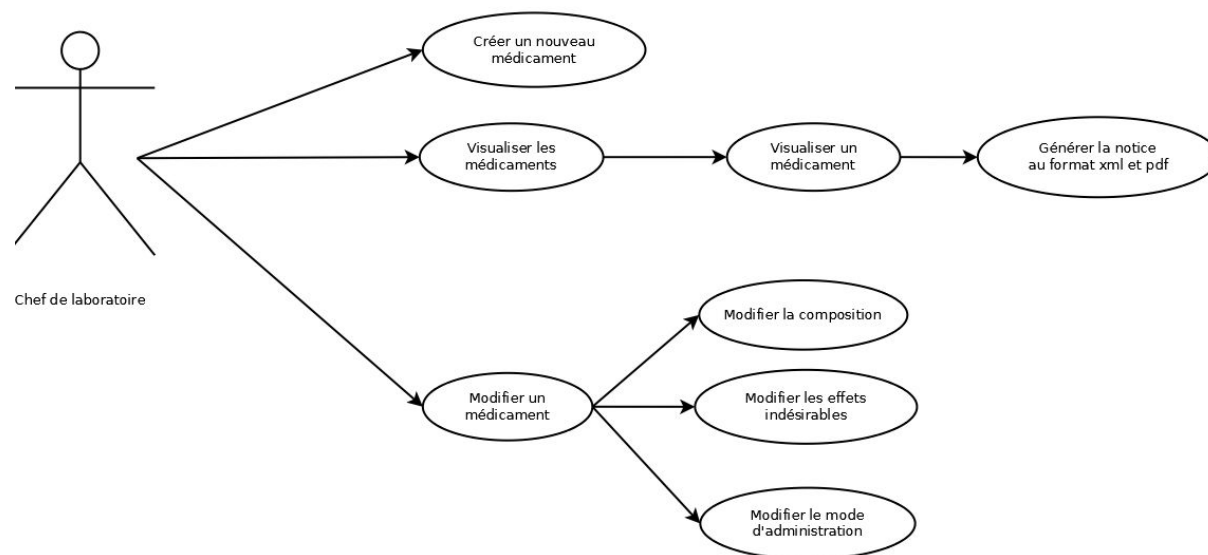 Créer un nouveau
médicament
Visualiser les
médicaments
Visualiser un
médicament
Générer la notice
au format xml et pdf
Chef de laboratoire
Modifier la composition
Modifier un
médicament
Modifier les effets
indésirables
Modifier le mode
d'administration